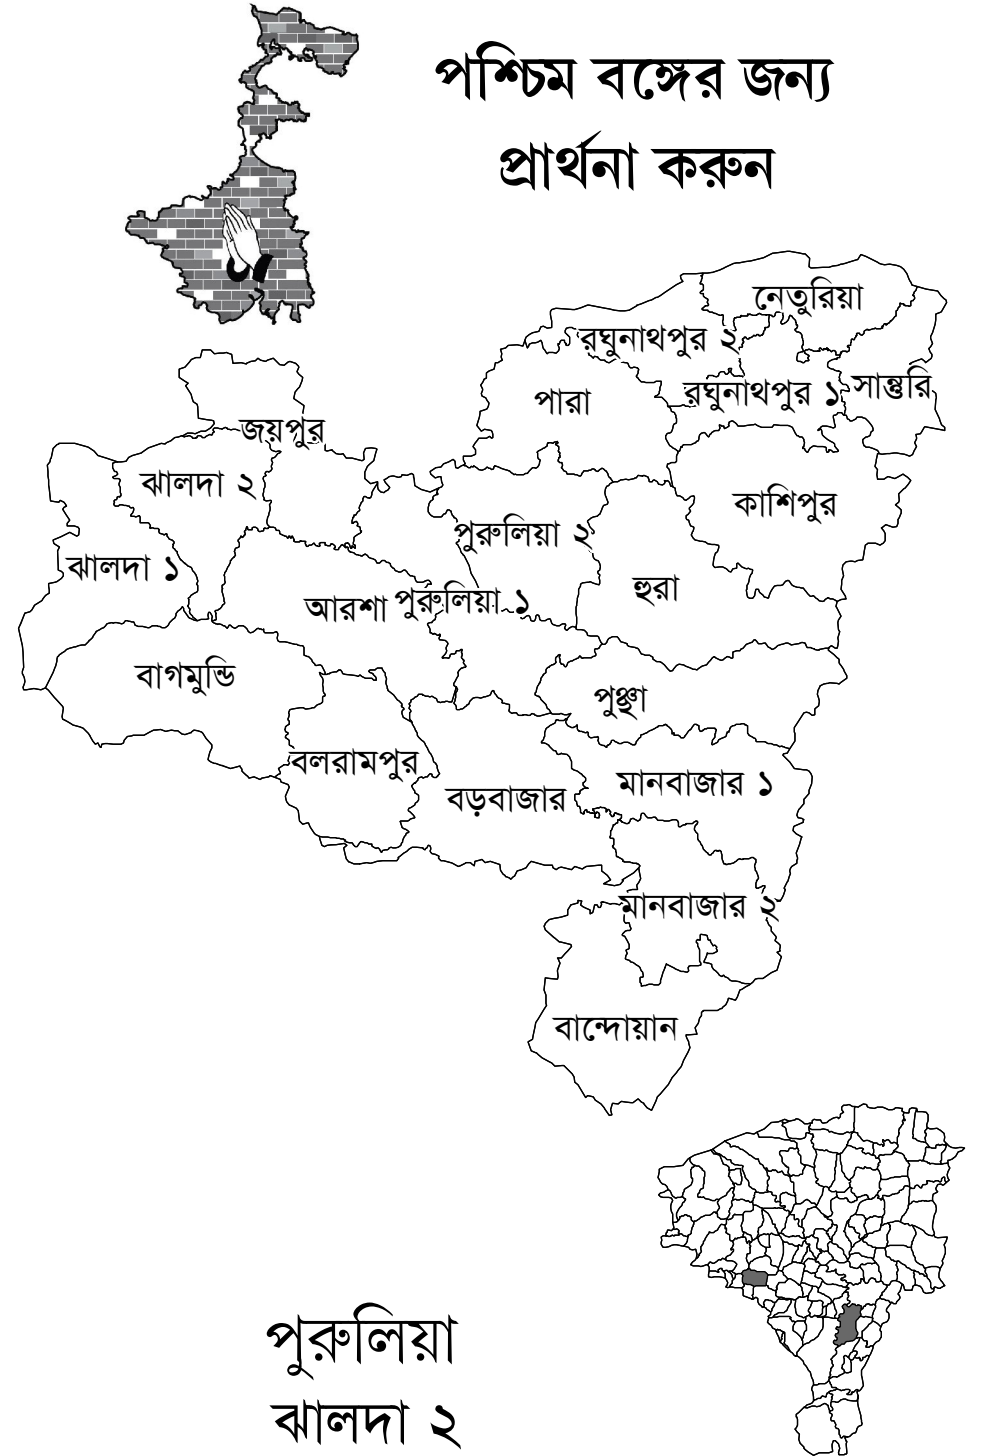 পশ্চিম বঙ্গের জন্য
প্রার্থনা করুন
নেতুরিয়া
রঘুনাথপুর ২
রঘুনাথপুর ১
সান্তুরি
পারা
জয়পুর
ঝালদা ২
কাশিপুর
পুরুলিয়া ২
ঝালদা ১
হুরা
আরশা
পুরুলিয়া ১
বাগমুন্ডি
পুঞ্ছা
বলরামপুর
মানবাজার ১
বড়বাজার
মানবাজার ২
বান্দোয়ান
পুরুলিয়া
ঝালদা ২